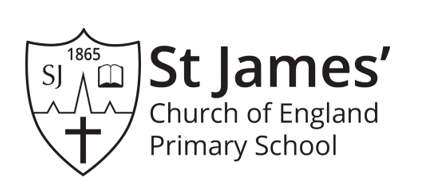 1865
SJ
St James’
Church of England
Primary School